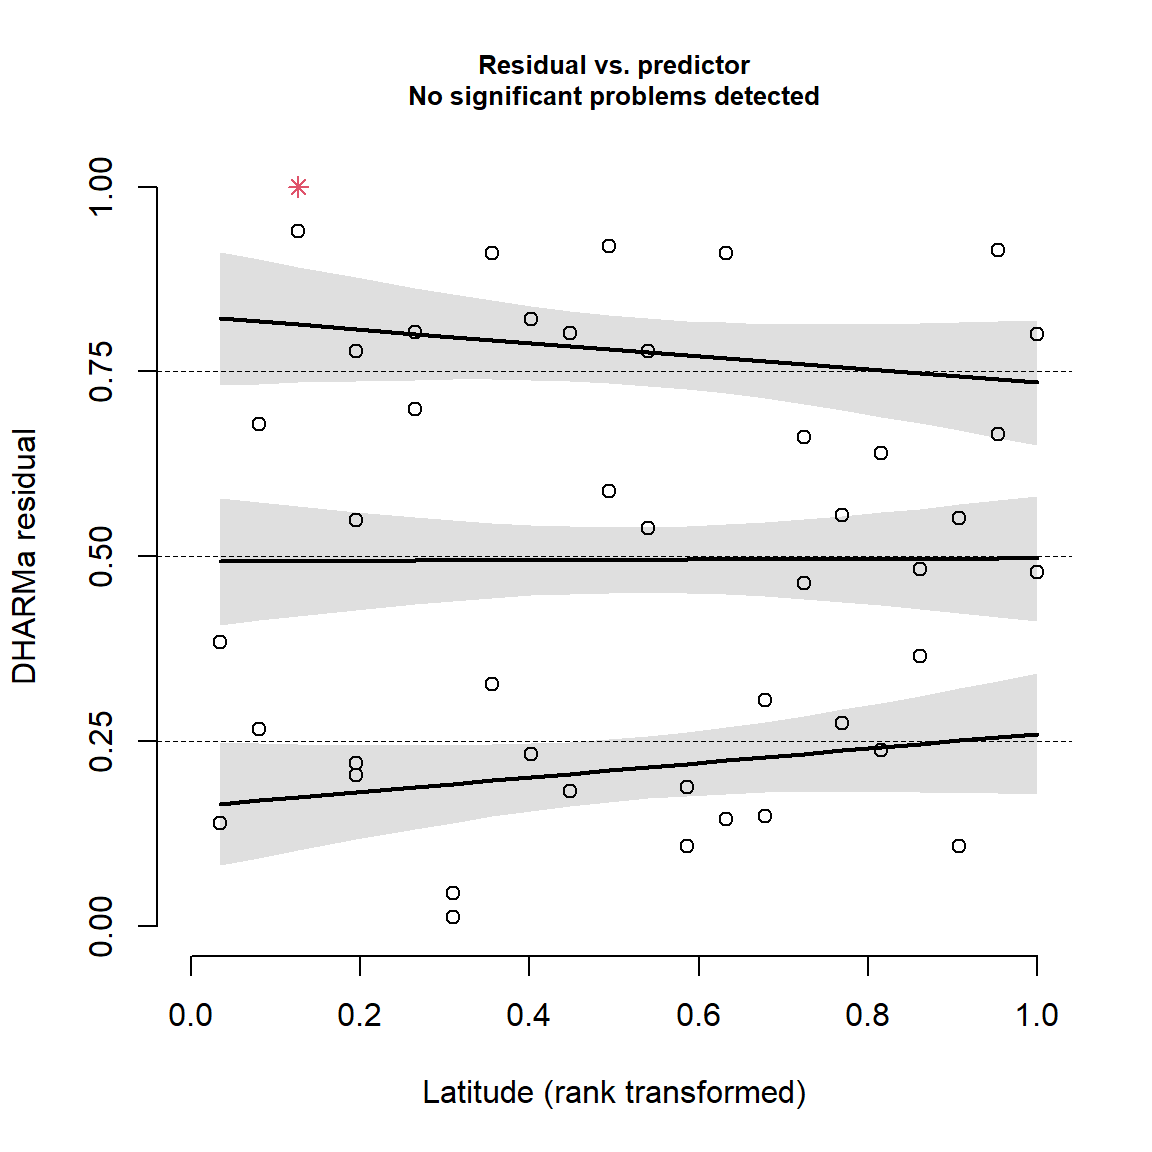 Residual vs. predictor
No significant problems detected
1.00
0.75
0.50
0.25
0.00
DHARMa residual
0.0 0.2 0.4 0.6 0.8 1.0
Latitude (rank transformed)